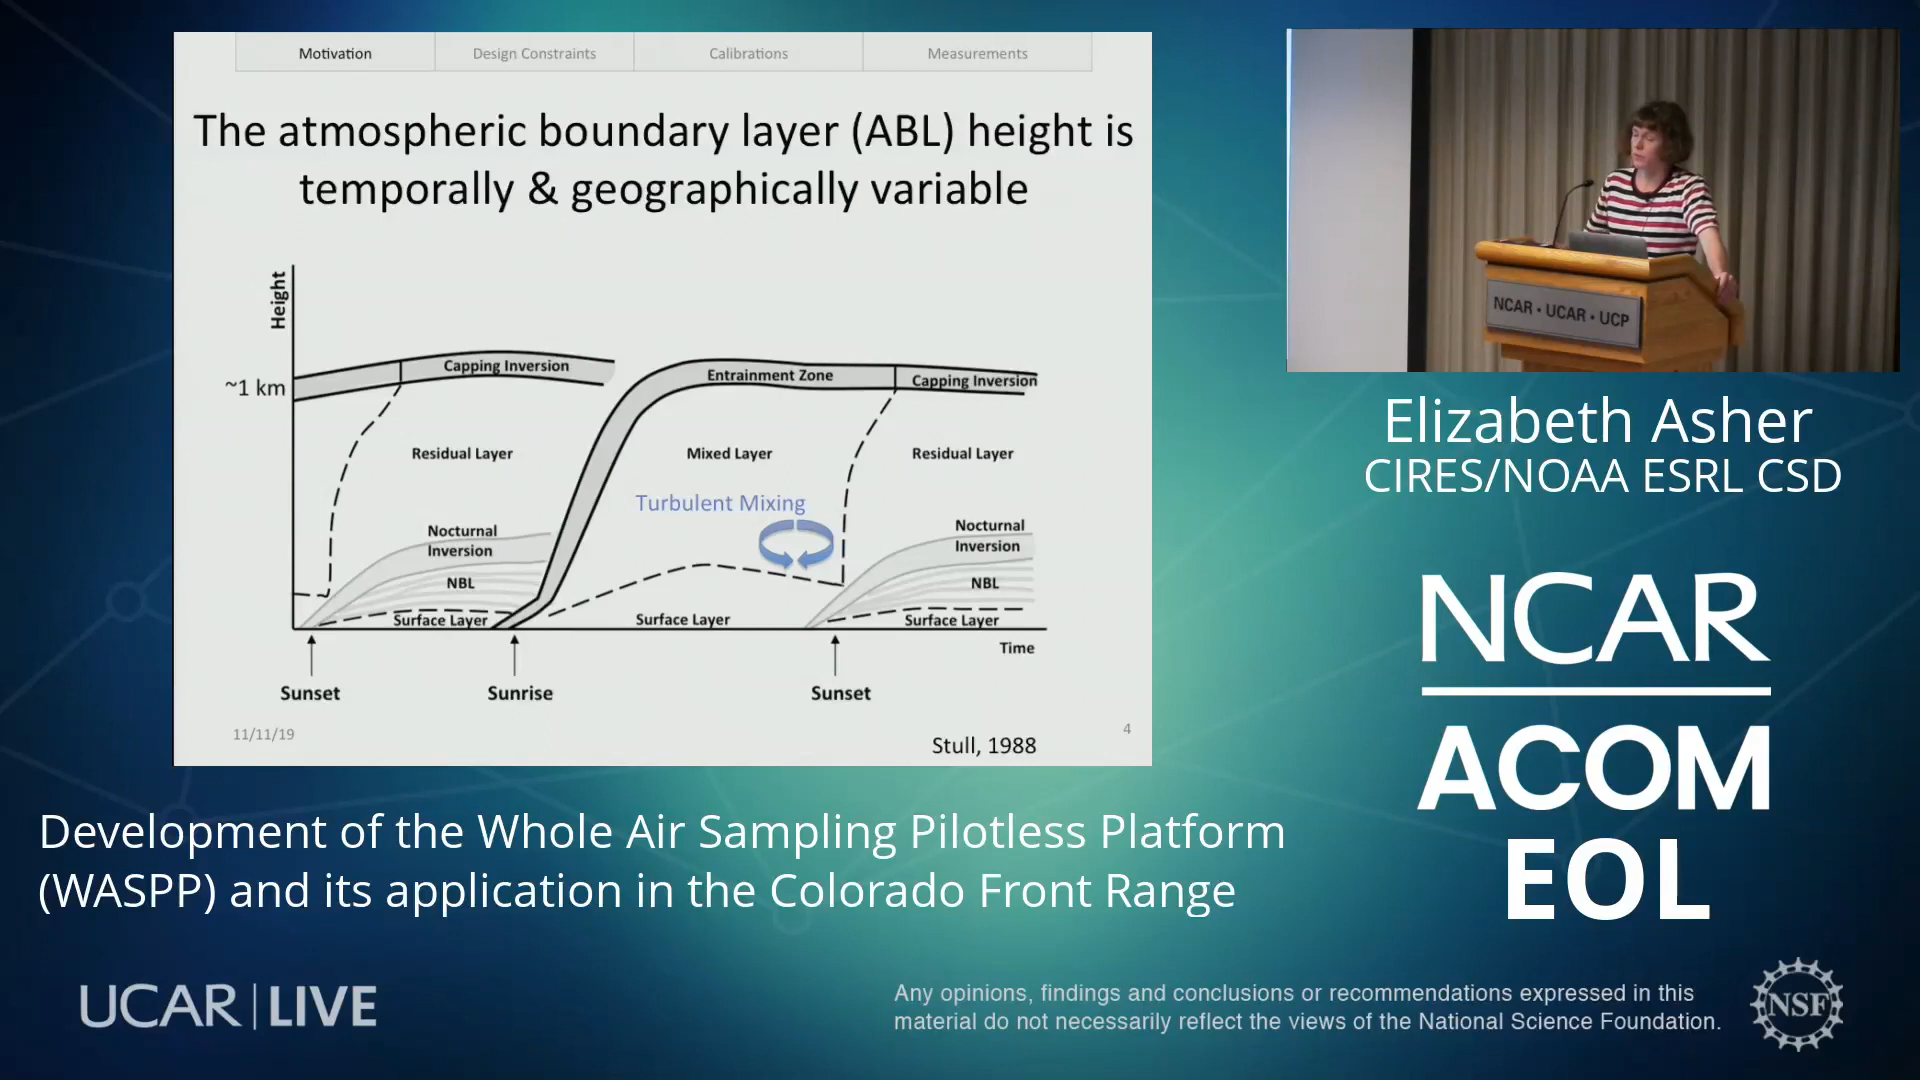 Motivation
Design Constraints
Calibrations
Measurements
The atmospheric boundary layer (ABL) height is
temporally & geographically variable
Height
~1 km
Capping Inversion
Entrainment Zone
Capping Inversion
Residual Layer
Mixed Layer
Residual Layer
Turbulent Mixing
Nocturnal
Inversion
NBL
Surface Layer
Surface Layer
Nocturnal
Inversion
NBL
Surface Layer
Time
Sunset
Sunrise
Sunset
11/11/19
Stull, 1988
4
NCAR • UCAR • UCP
Elizabeth Asher
CIRES/NOAA ESRL CSD
NCAR
ACOM
EOL
Development of the Whole Air Sampling Pilotless Platform
(WASPP) and its application in the Colorado Front Range
UCAR | LIVE
Any opinions, findings and conclusions or recommendations expressed in this
material do not necessarily reflect the views of the National Science Foundation.
NSF